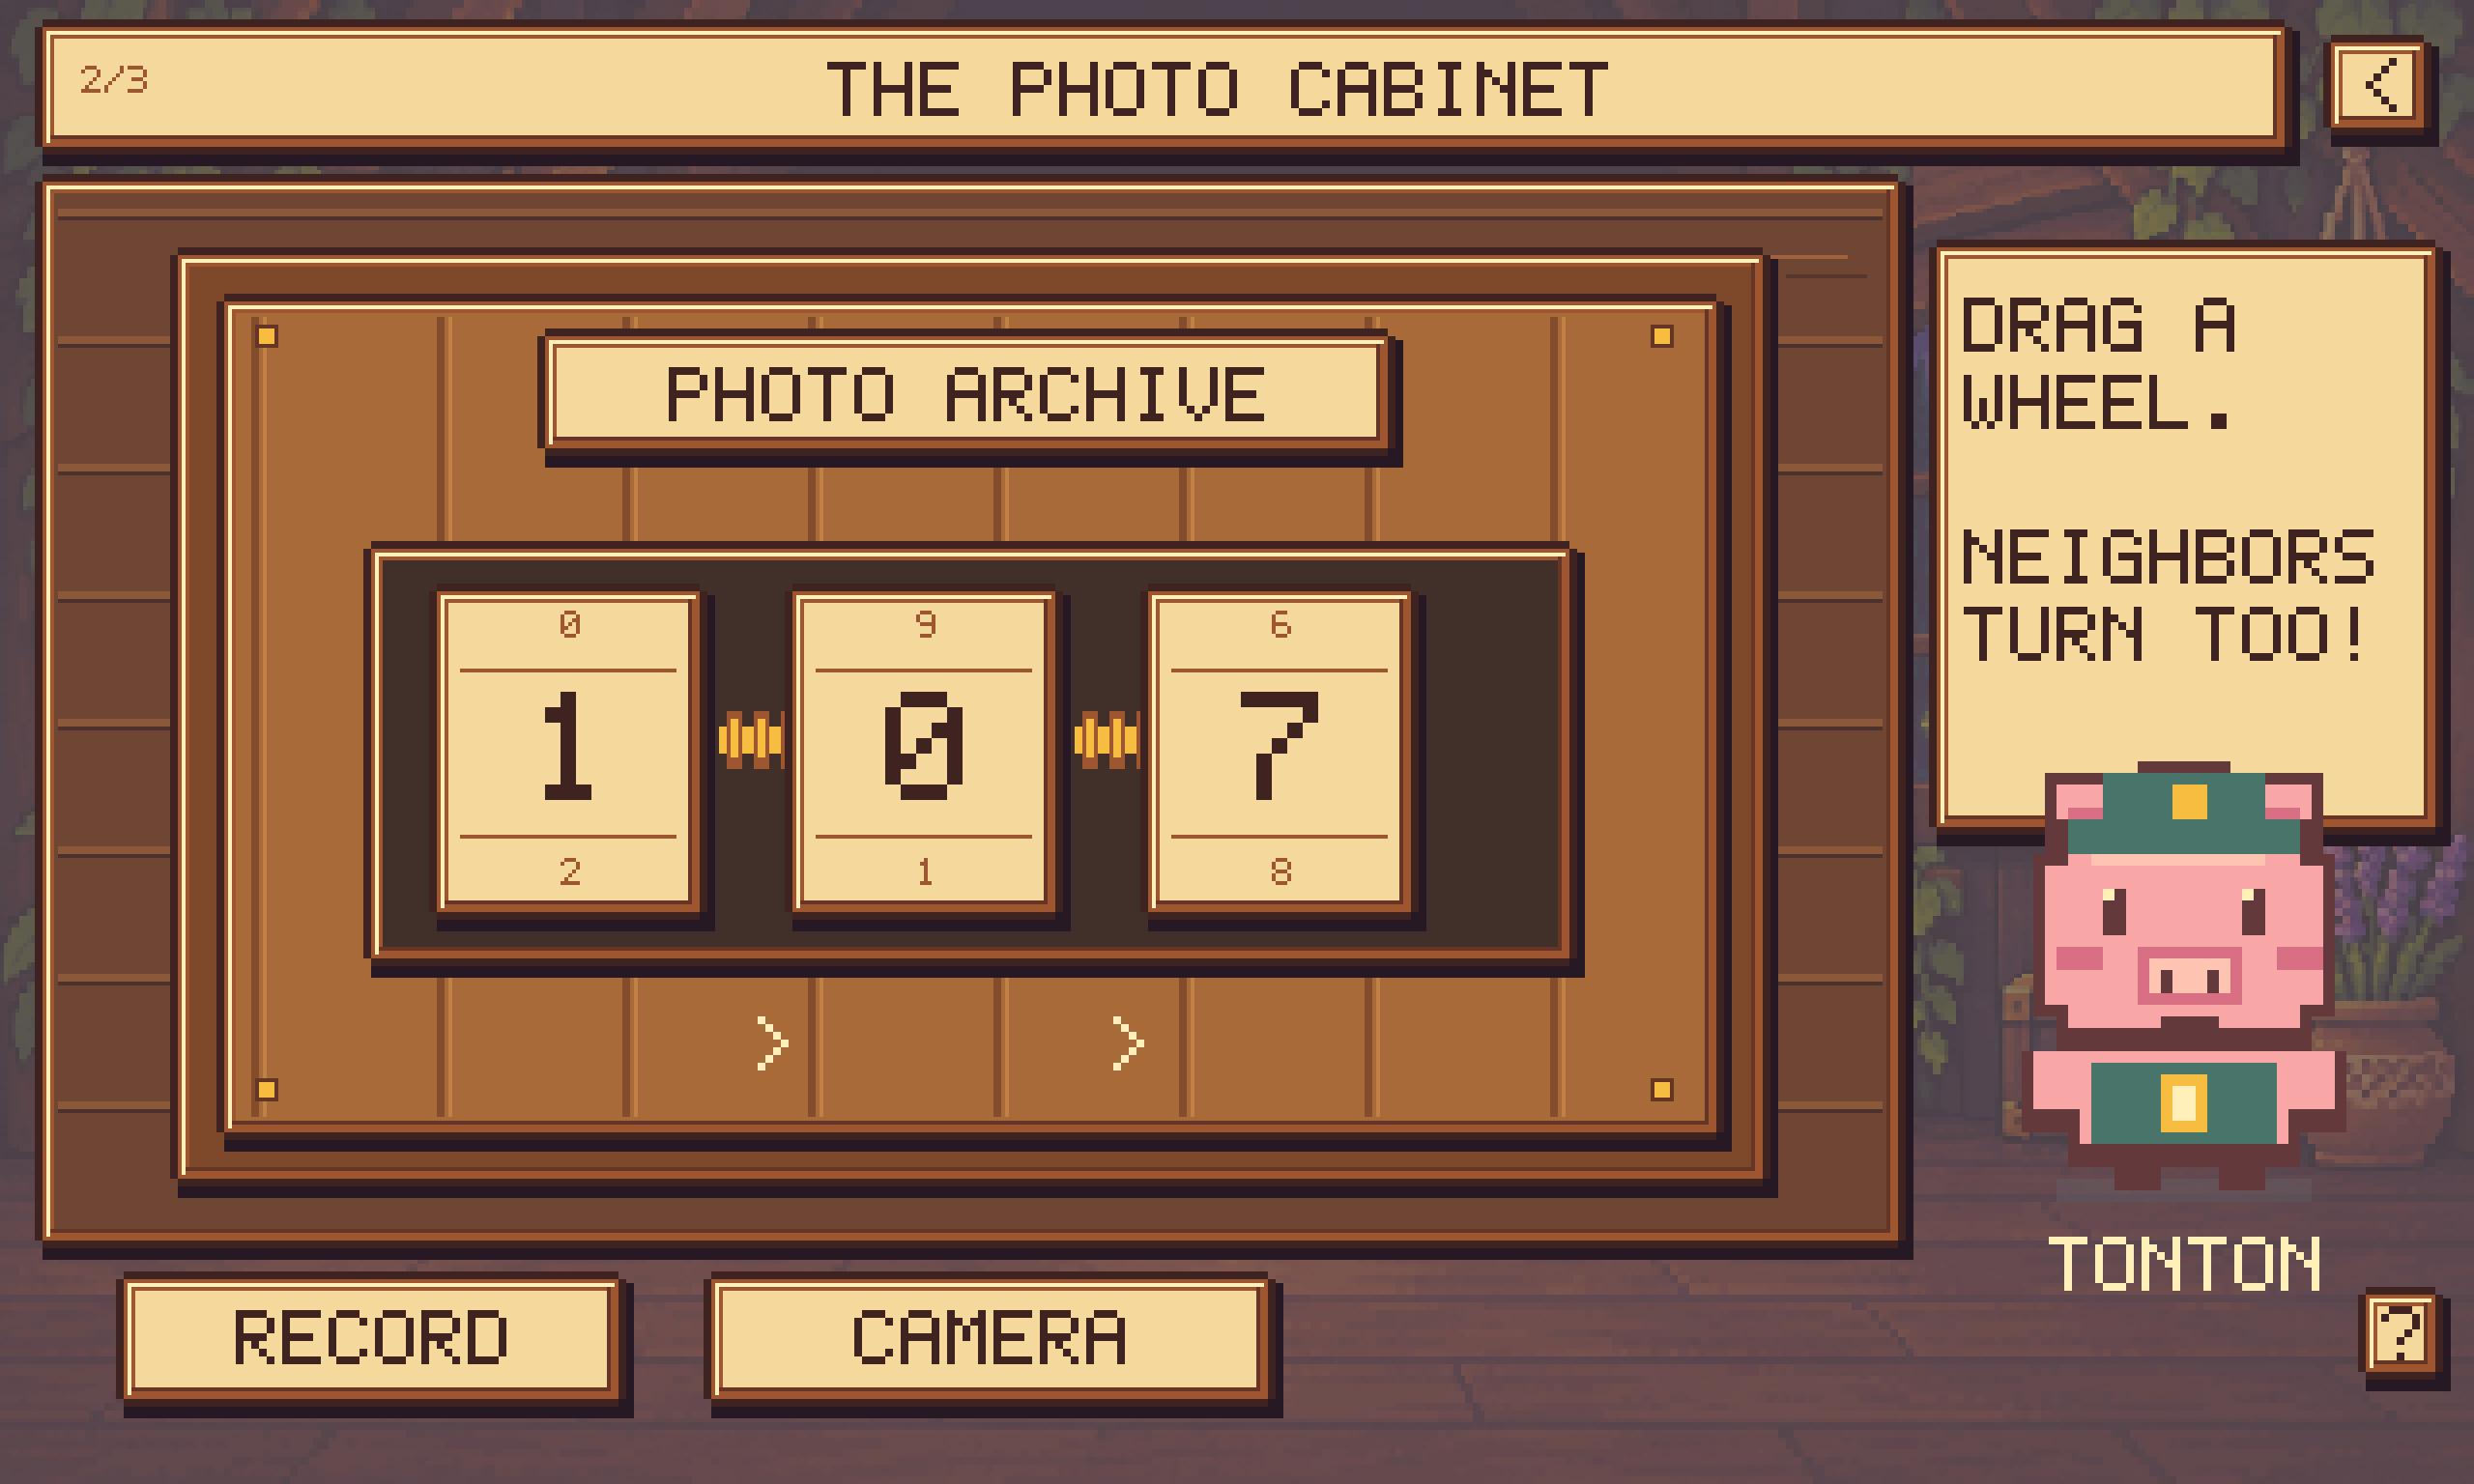 2/3
THE PHOTO CABINET
<
PHOTO ARCHIVE
DRAG A
WHEEL.
NEIGHBORS
TURN TOO!
0 9 6
1 0 7
2 1 8
> >
TONTON
RECORD
CAMERA
?